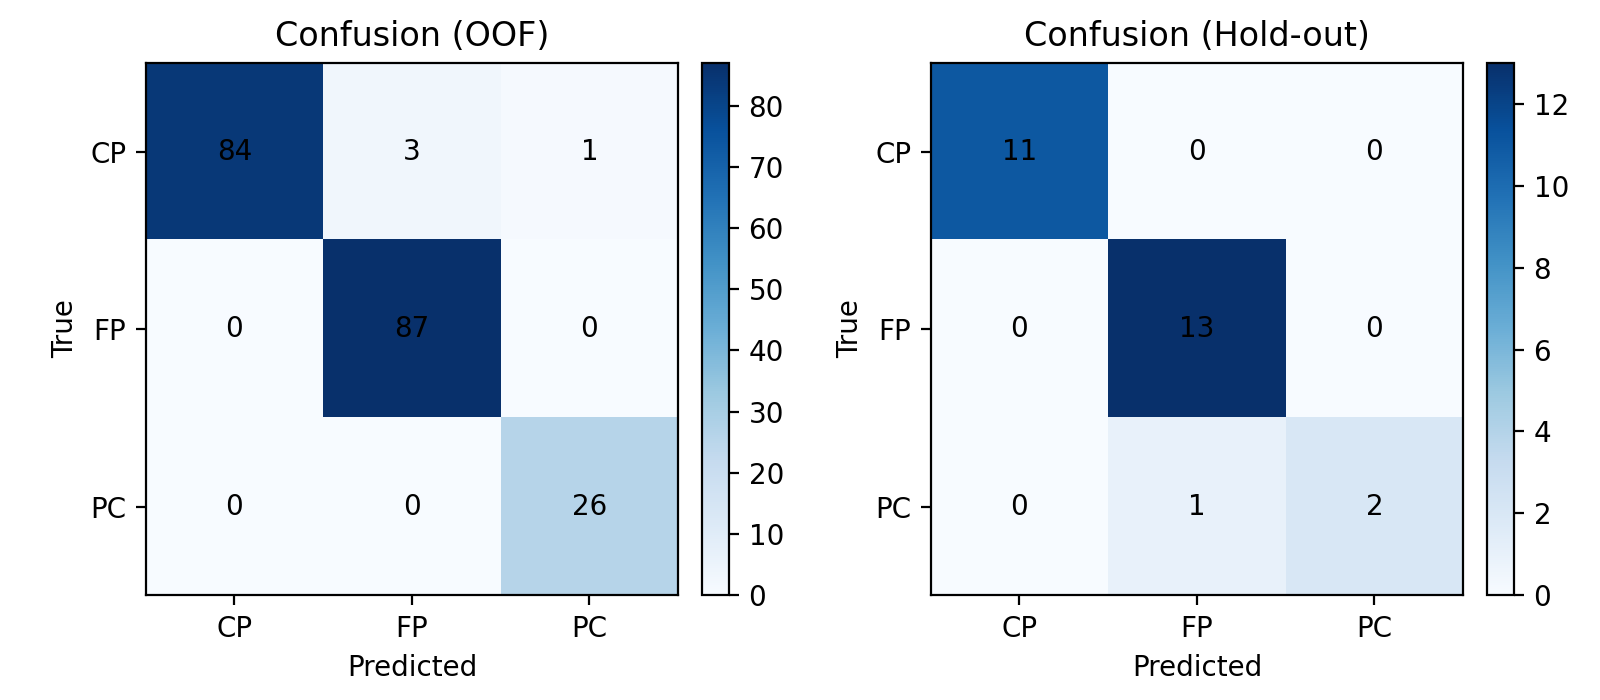 Confusion (OOF)
CP 84 3 1
FP 0 87 0
PC 0 0 26
CP FP PC
Predicted
True
80
70
60
50
40
30
20
10
0
Confusion (Hold-out)
CP 11 0 0
FP 0 13 0
PC 0 1 2
CP FP PC
Predicted
True
12
10
8
6
4
2
0